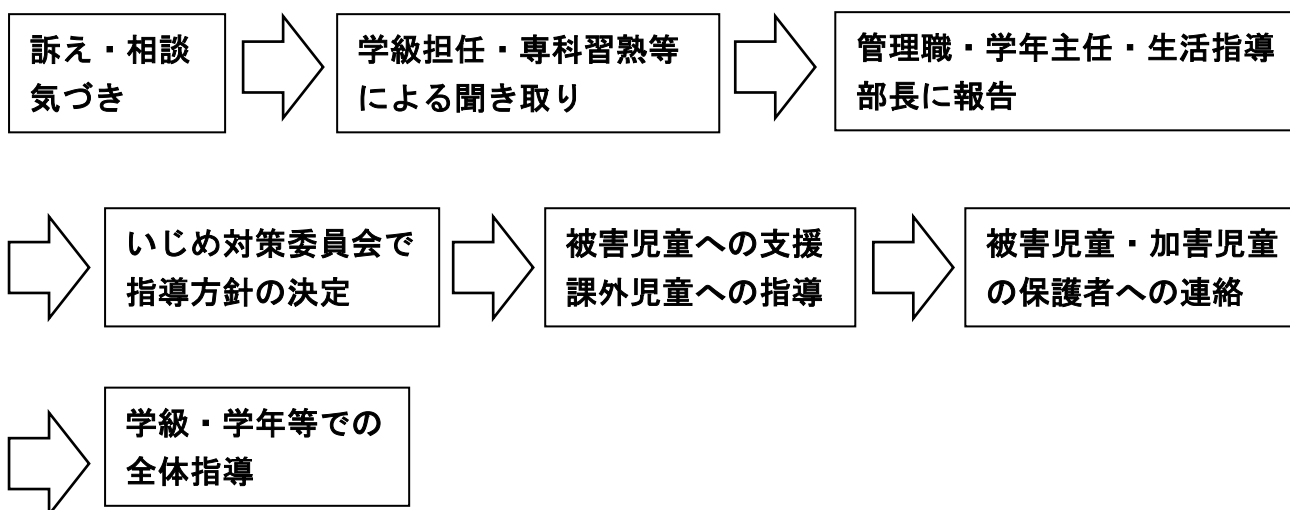 訴え・相談
気づき
学級担任・専科習熟等
による聞き取り
管理職・学年主任・生活指導
部長に報告
いじめ対策委員会で
指導方針の決定
被害児童への支援
課外児童への指導
被害児童・加害児童
の保護者への連絡
学級・学年等での
全体指導